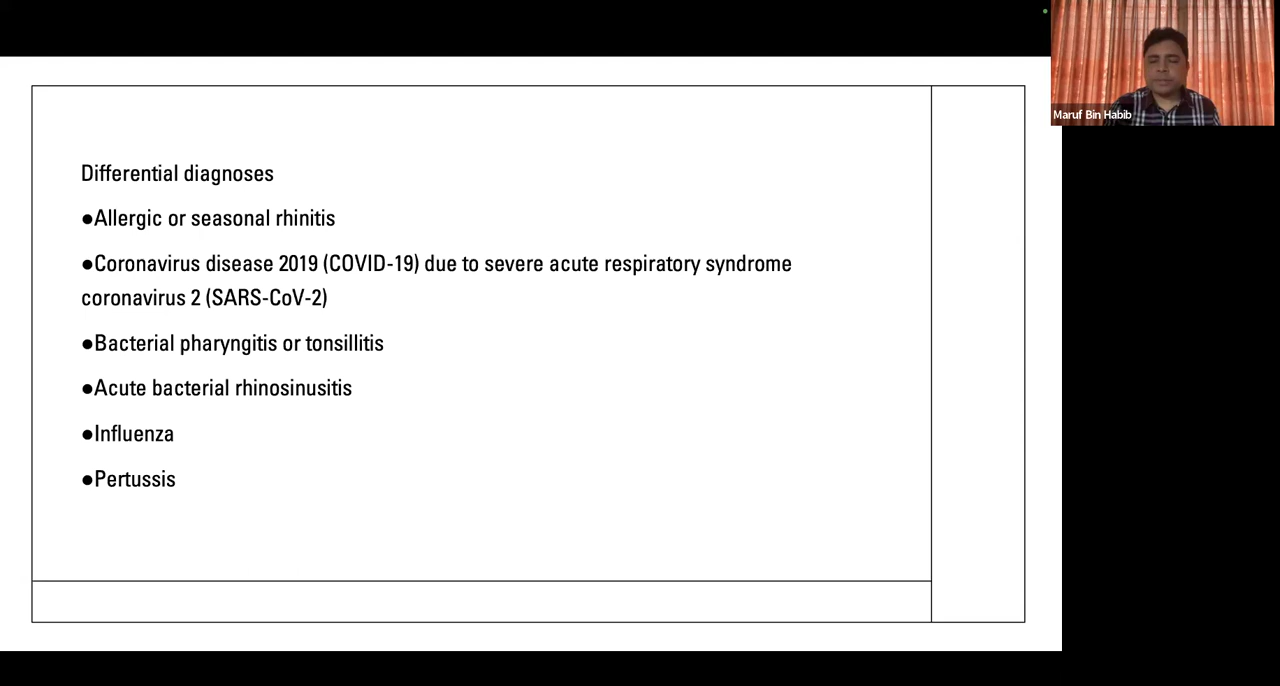 Differential diagnoses
●Allergic or seasonal rhinitis
●Coronavirus disease 2019 (COVID-19) due to severe acute respiratory syndrome
coronavirus 2 (SARS-CoV-2)
●Bacterial pharyngitis or tonsillitis
●Acute bacterial rhinosinusitis
●Influenza
●Pertussis
Maruf Bin Habib